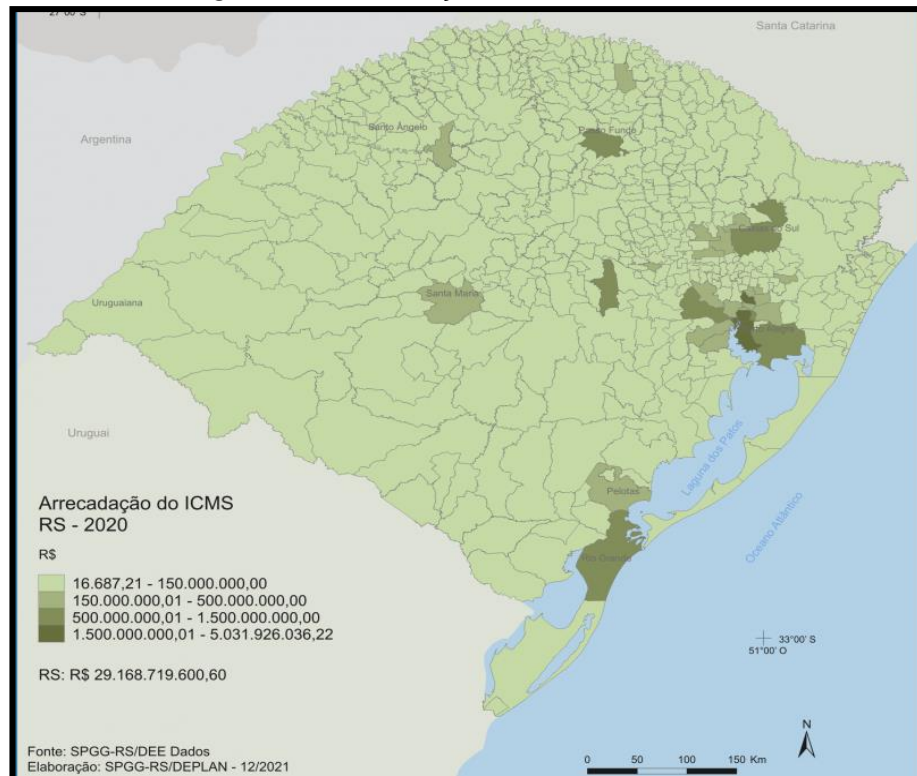 27°00' S
Santa Catarina
Argentina
Santo Ângelo
Passo Fundo
Caxias do Sul
Santa Maria
Uruguaiana
Uruguai
Laguna dos Patos
Pelotas
Rio Grande
Oceano Atlântico
Arrecadação do ICMS
RS - 2020
R$
16.687,21 - 150.000.000,00
150.000.000,01 - 500.000.000,00
500.000.000,01 - 1.500.000.000,00
1.500.000.000,01 - 5.031.926.036,22
RS: R$ 29.168.719.600,60
33°00' S
51°00' O
N
Fonte: SPGG-RS/DEE Dados
Elaboração: SPGG-RS/DEPLAN - 12/2021
0 50 100 150 Km